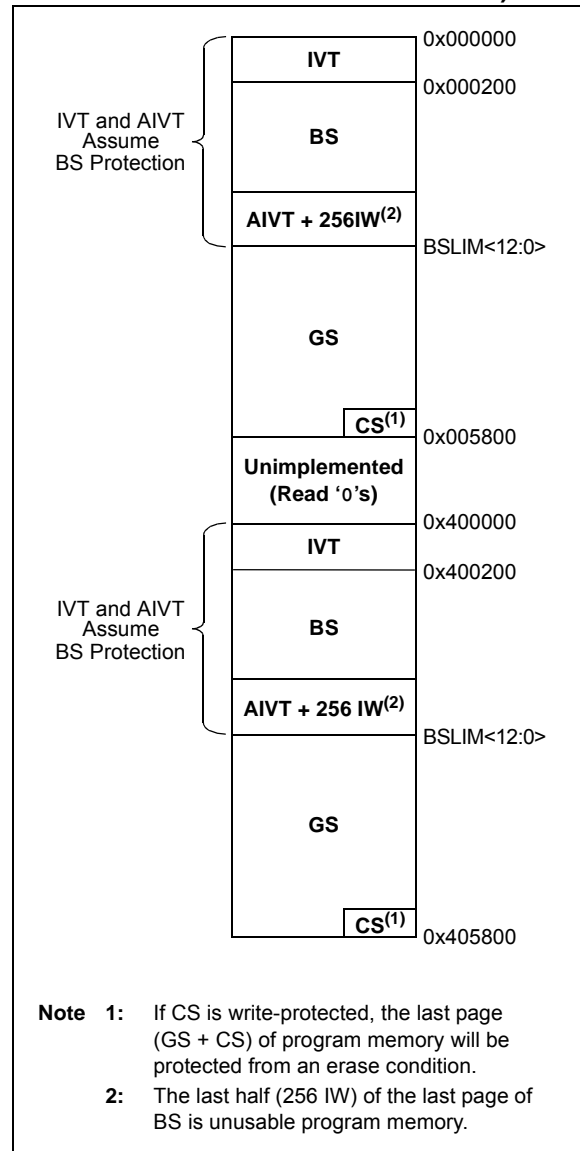 0x000000
IVT
0x000200
IVT and AIVT
Assume
BS Protection
BS
AIVT + 256IW(2)
BSLIM<12:0>
GS
CS(1)
0x005800
Unimplemented
(Read ‘0’s)
0x400000
IVT
0x400200
IVT and AIVT
Assume
BS Protection
BS
AIVT + 256 IW(2)
BSLIM<12:0>
GS
CS(1)
0x405800
Note 1: If CS is write-protected, the last page
(GS + CS) of program memory will be
protected from an erase condition.
2: The last half (256 IW) of the last page of
BS is unusable program memory.